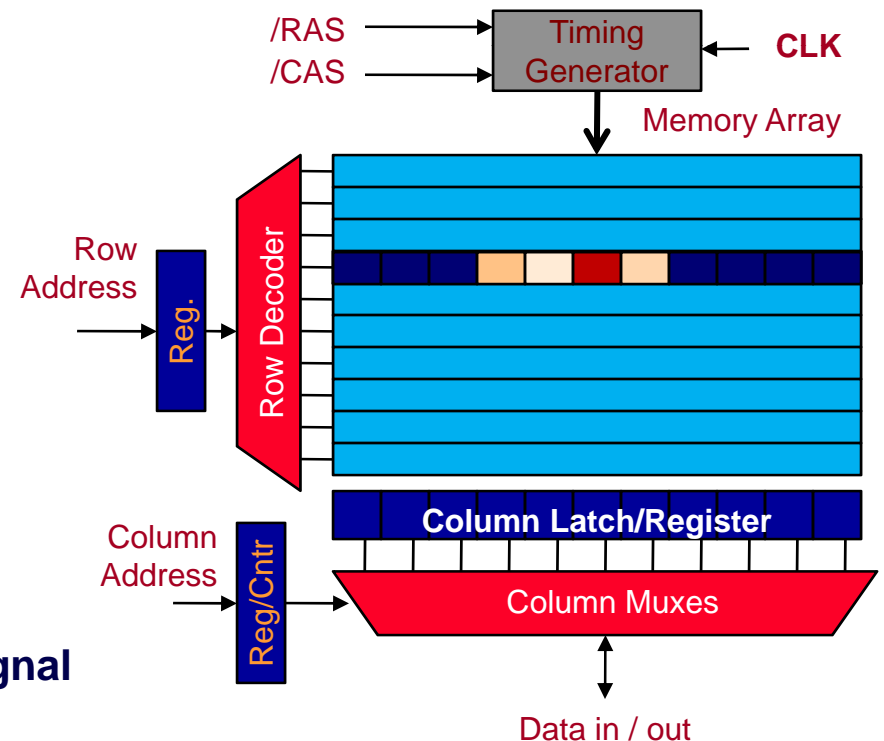 /RAS
/CAS
Timing
Generator
CLK
Memory Array
Row
Address
Reg.
Row Decoder
Column Latch/Register
Column
Address
Reg/Cntr
Column Muxes
gnal
Data in / out